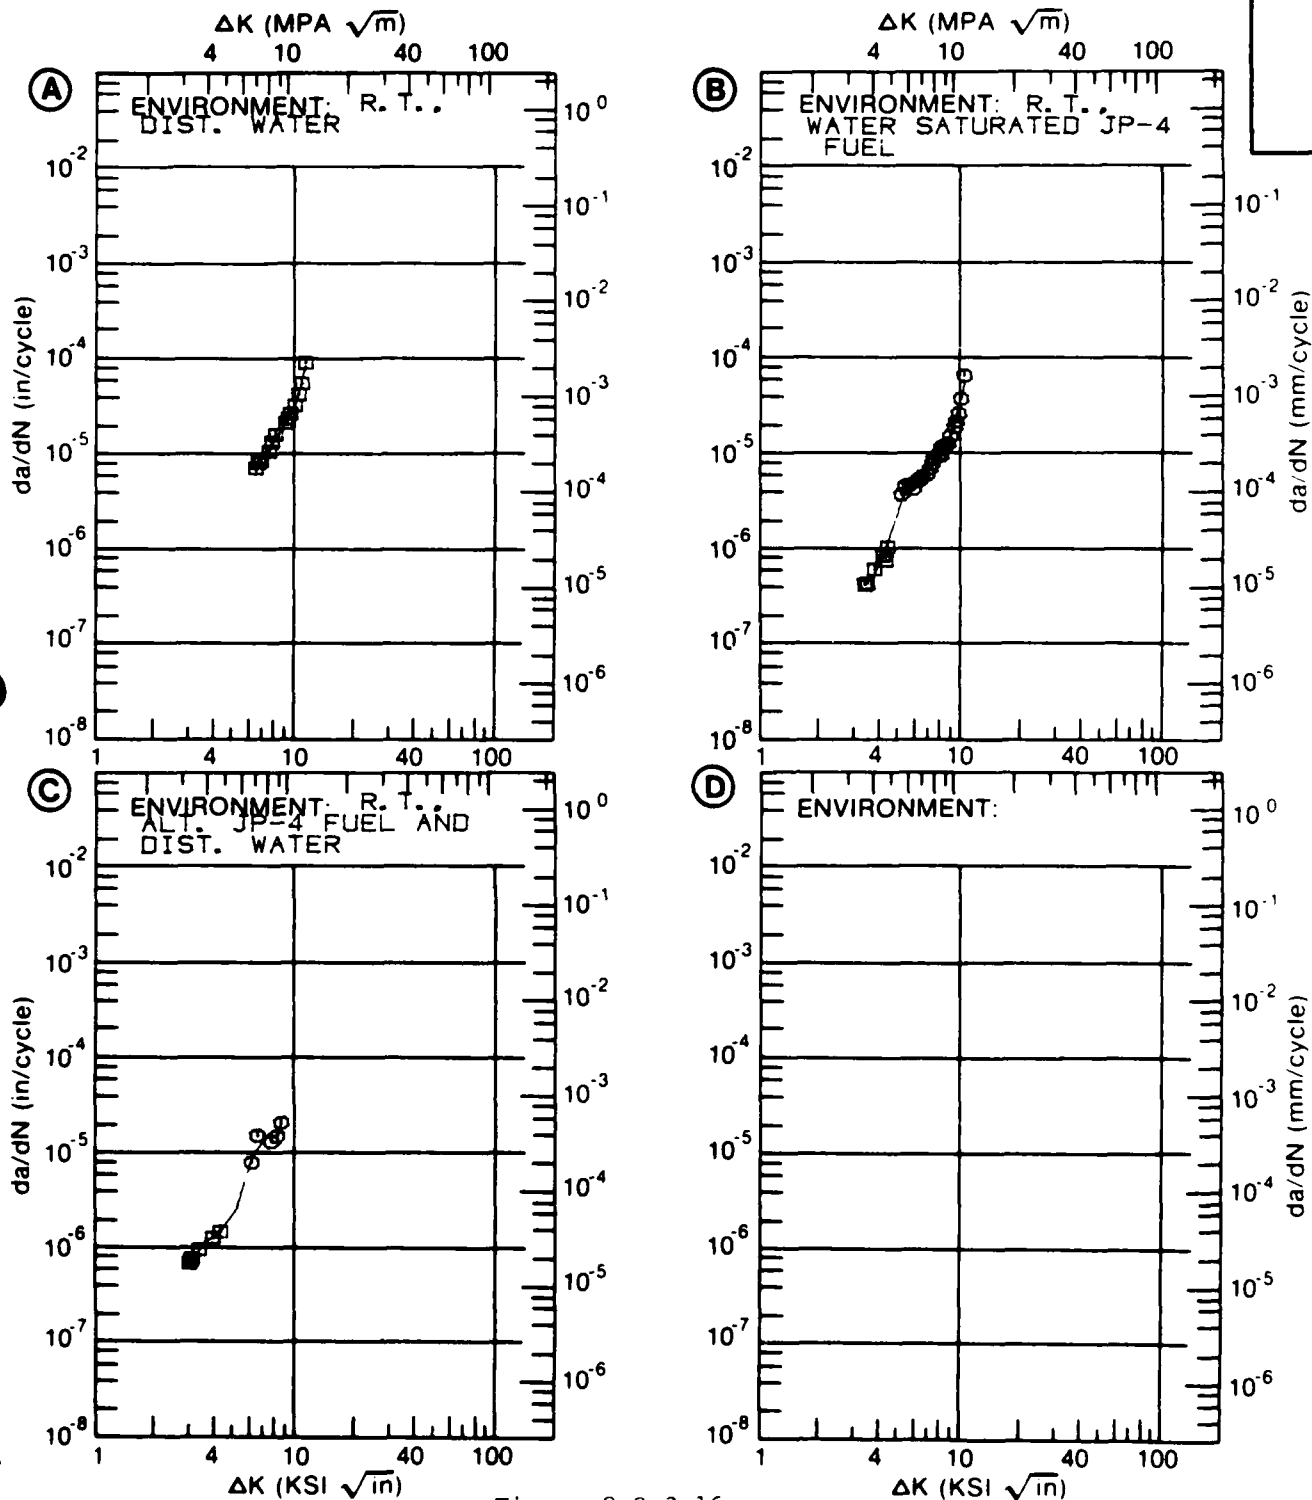 ΔK (MPA √m)
4 10 40 100
A
ENVIRONMENT: R.T..
DIST. WATER
10^-2
10^-3
10^-4
10^-5
10^-6
10^-7
10^-8
da/dN (in/cycle)
10^0
10^-1
10^-2
10^-3
10^-4
10^-5
10^-6
1 4 10 40 100
ΔK (MPA √m)
4 10 40 100
B
ENVIRONMENT: R.T..
WATER SATURATED JP-4
FUEL
10^-2
10^-3
10^-4
10^-5
10^-6
10^-7
10^-8
10^-1
10^-2
10^-3
10^-4
10^-5
10^-6
da/dN (mm/cycle)
1 4 10 40 100
C
ENVIRONMENT: R.T..
ALT. JP-4 FUEL AND
DIST. WATER
10^-2
10^-3
10^-4
10^-5
10^-6
10^-7
10^-8
da/dN (in/cycle)
10^0
10^-1
10^-2
10^-3
10^-4
10^-5
10^-6
1 4 10 40 100
ΔK (KSI √in)
D
ENVIRONMENT:
10^-2
10^-3
10^-4
10^-5
10^-6
10^-7
10^-8
10^0
10^-1
10^-2
10^-3
10^-4
10^-5
10^-6
da/dN (mm/cycle)
1 4 10 40 100
ΔK (KSI √in)